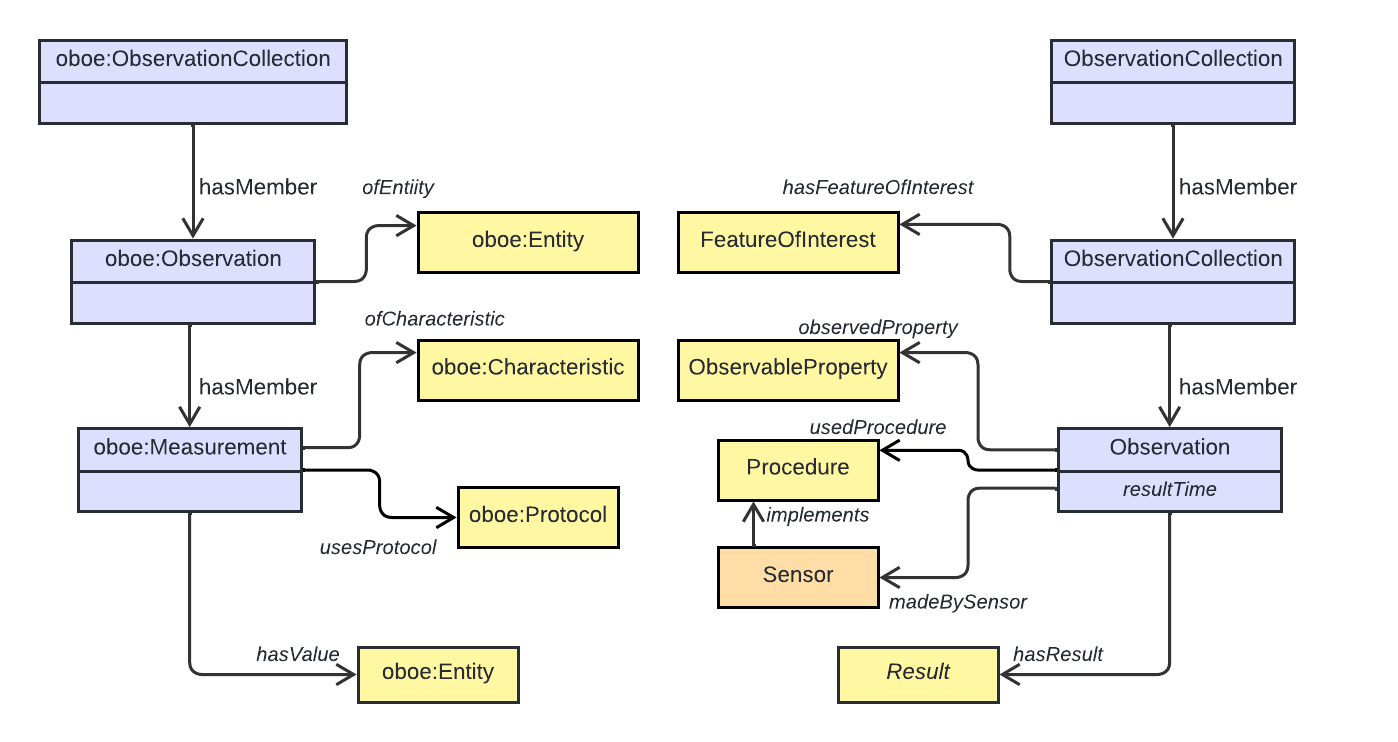 oboe:ObservationCollection
ObservationCollection
hasMember
ofEntiity
hasFeatureOfInterest
hasMember
oboe:Entity
FeatureOfInterest
oboe:Observation
ObservationCollection
ofCharacteristic
observedProperty
oboe:Characteristic
ObservableProperty
hasMember
hasMember
usedProcedure
oboe:Measurement
Observation
Procedure
resultTime
oboe:Protocol
implements
usesProtocol
Sensor
madeBySensor
hasValue
hasResult
oboe:Entity
Result